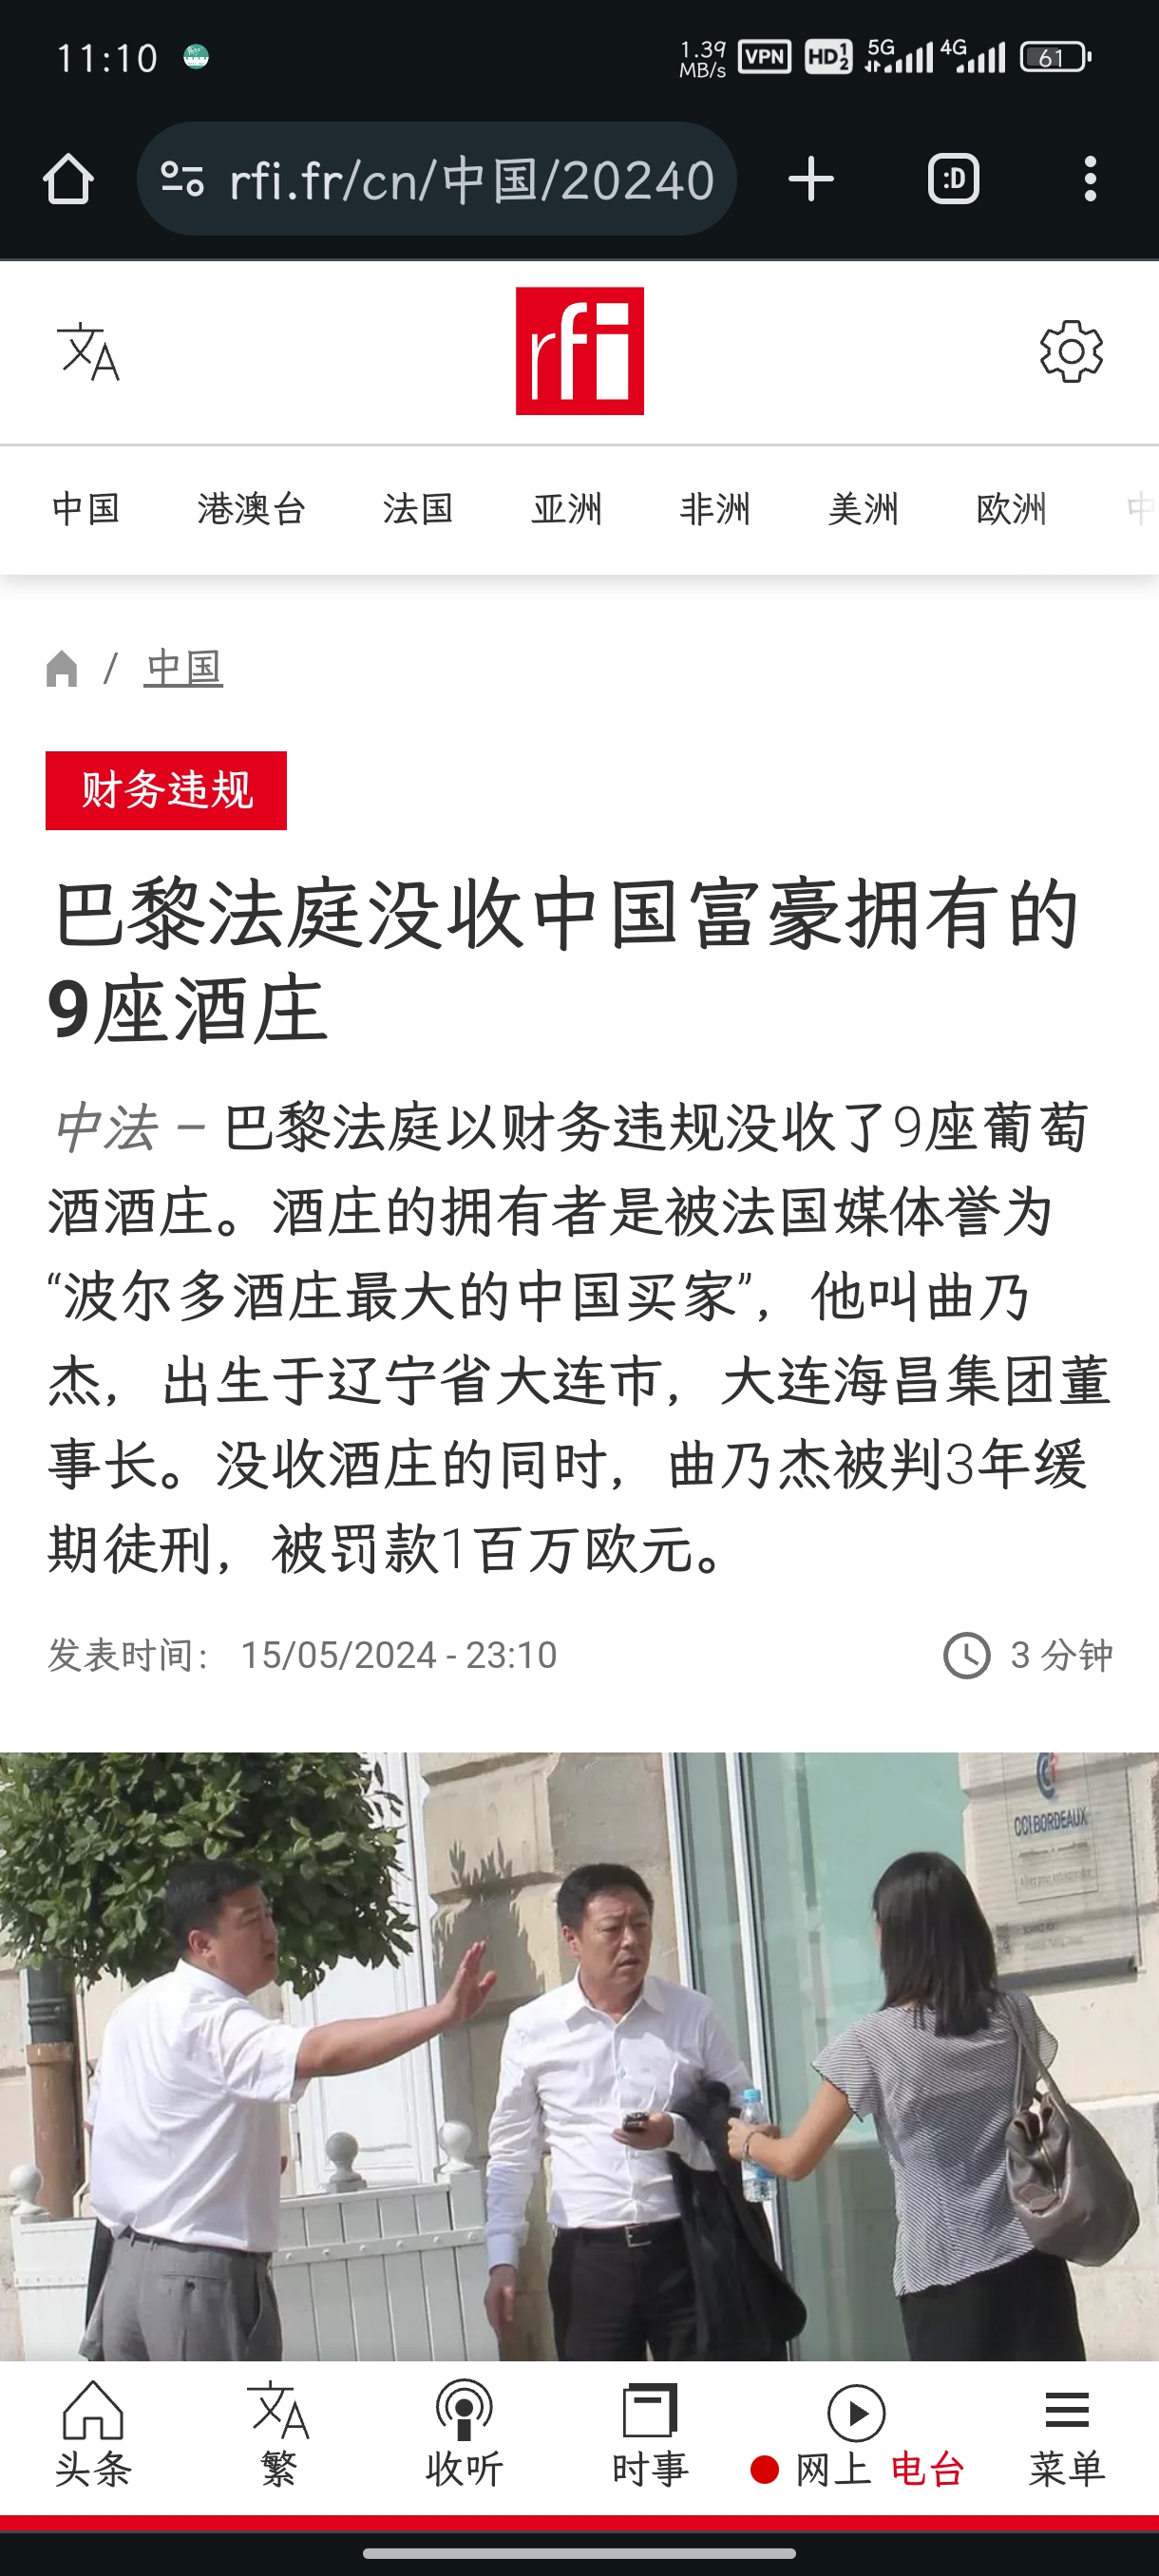 11:10
1.39 MB/s VPN HD 1 2 5G 4G 61
rfi.fr/cn/中国/20240
:D
文A
rfi
中国 港澳台 法国 亚洲 非洲 美洲 欧洲 中
/ 中国
财务违规
巴黎法庭没收中国富豪拥有的
9座酒庄
中法 – 巴黎法庭以财务违规没收了9座葡萄
酒酒庄。酒庄的拥有者是被法国媒体誉为
“波尔多酒庄最大的中国买家”，他叫曲乃
杰，出生于辽宁省大连市，大连海昌集团董
事长。没收酒庄的同时，曲乃杰被判3年缓
期徒刑，被罚款1百万欧元。
发表时间： 15/05/2024 - 23:10
3 分钟
CCI BORDEAUX
文A
头条 繁 收听 时事 网上 电台 菜单